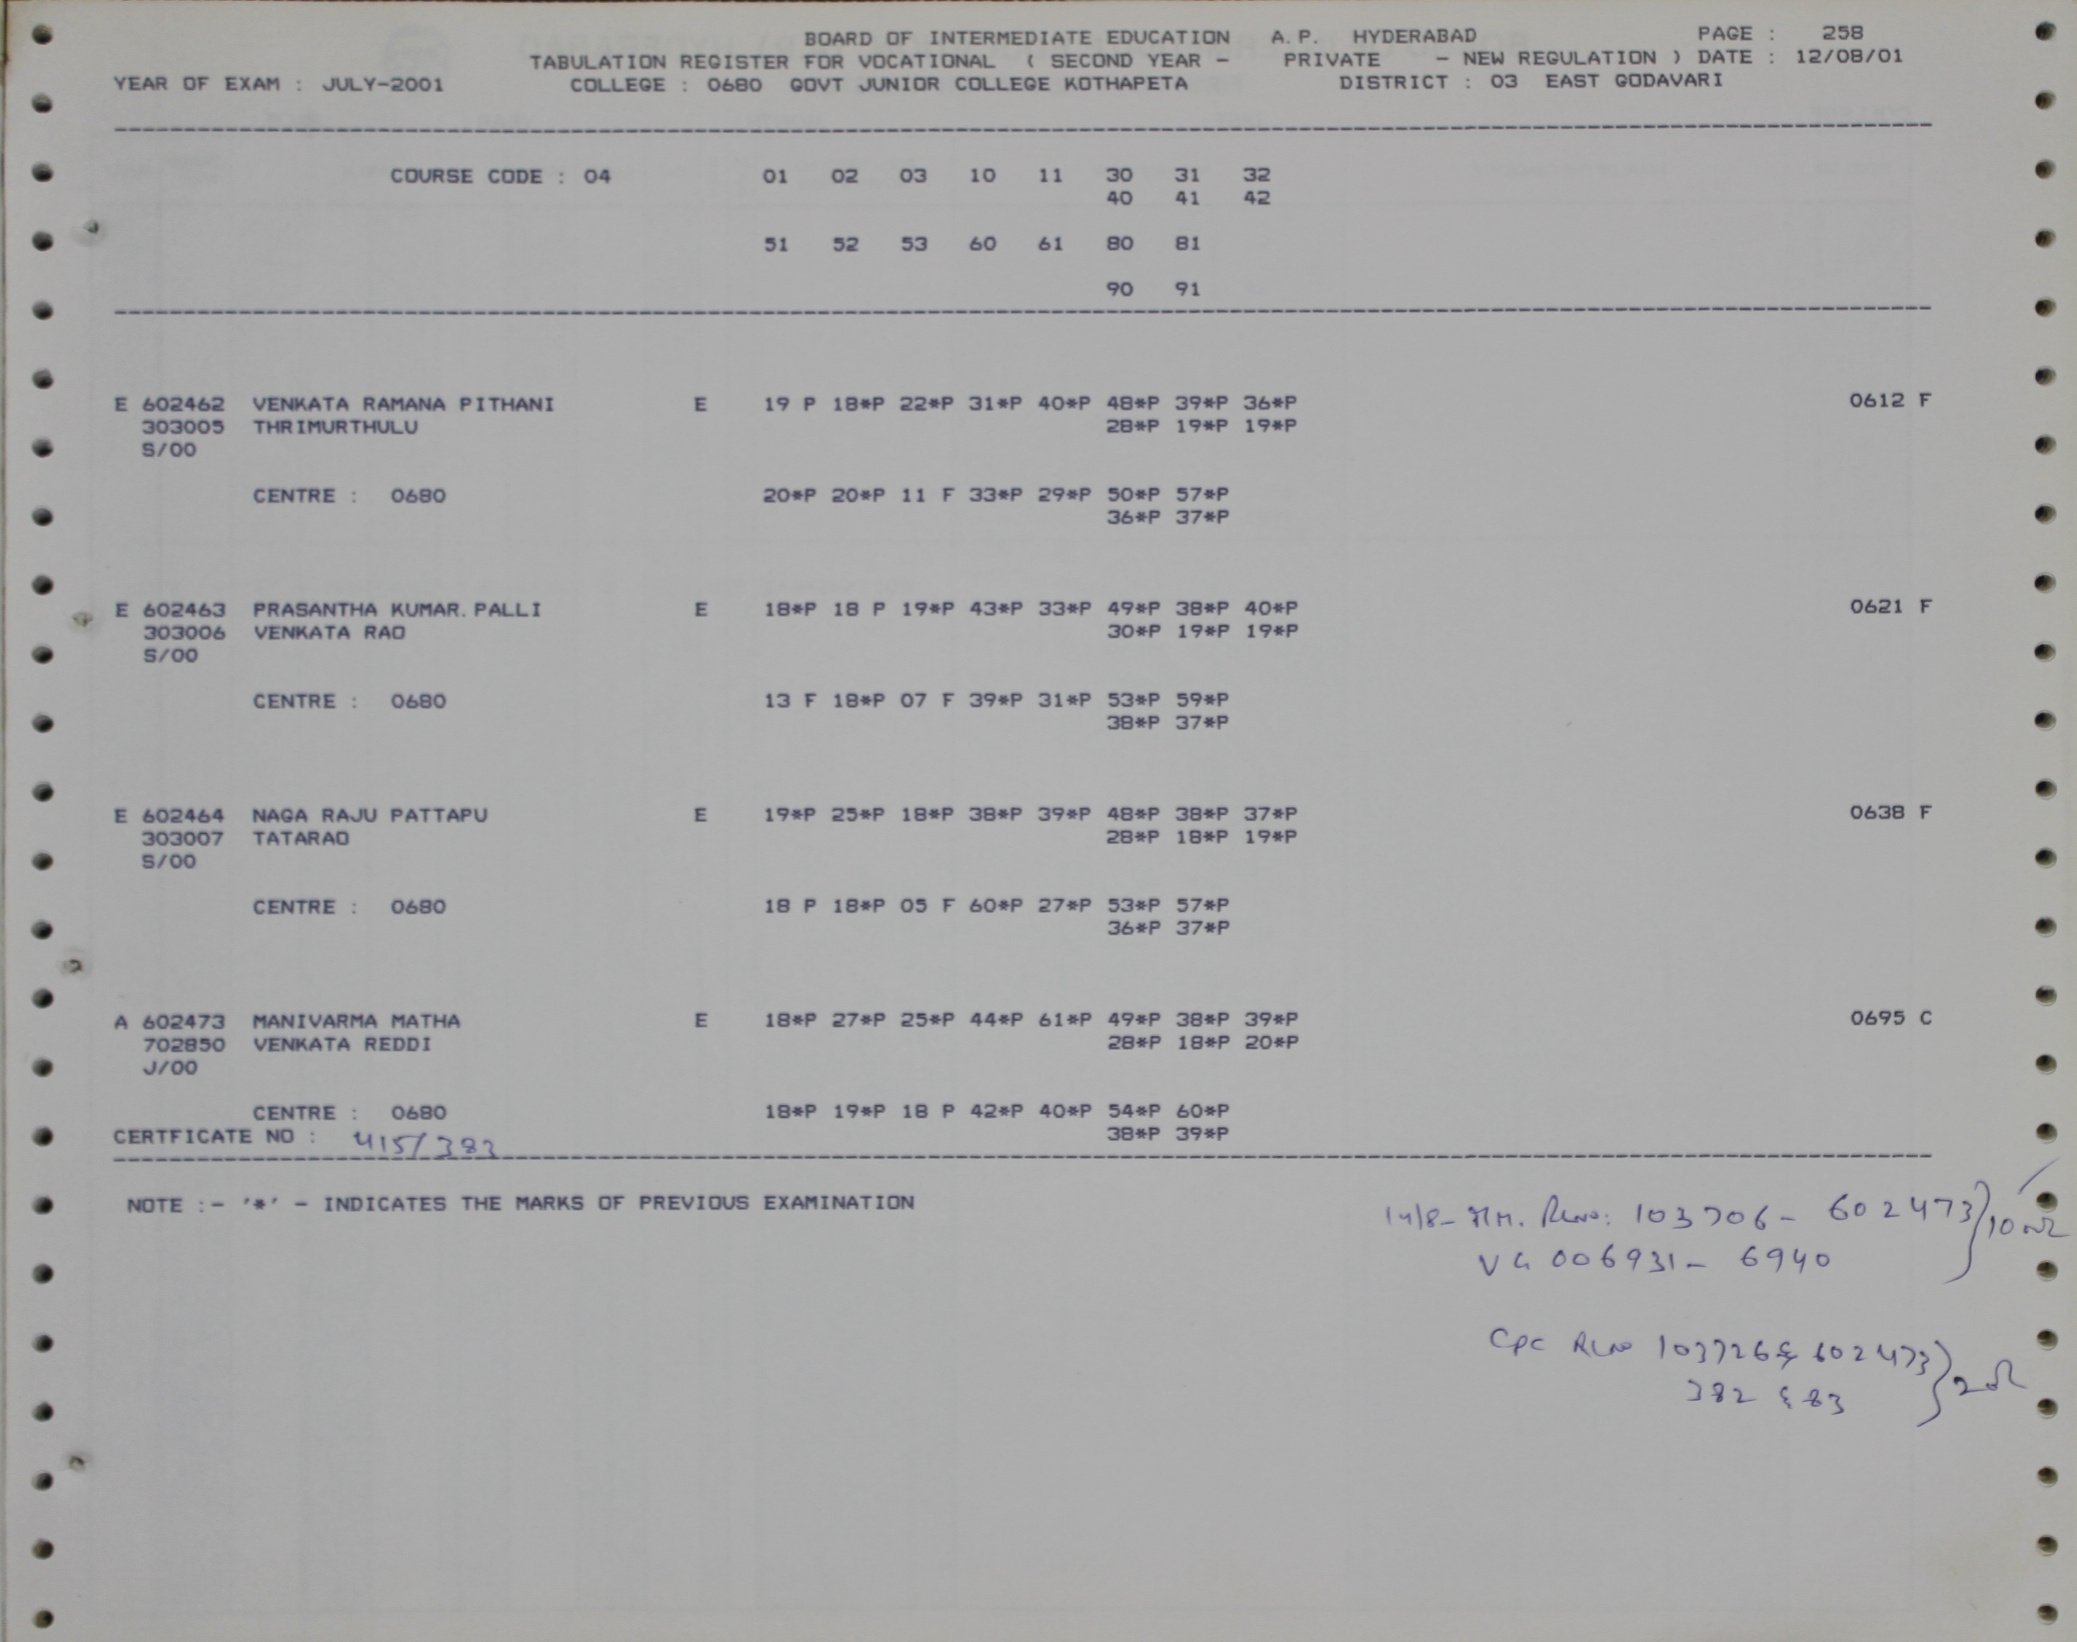 BOARD OF INTERMEDIATE EDUCATION A.P. HYDERABAD PAGE : 258
TABULATION REGISTER FOR VOCATIONAL ( SECOND YEAR - PRIVATE - NEW REGULATION ) DATE : 12/08/01
YEAR OF EXAM : JULY-2001 COLLEGE : 0680 GOVT JUNIOR COLLEGE KOTHAPETA DISTRICT : 03 EAST GODAVARI
COURSE CODE : 04 01 02 03 10 11 30 31 32
40 41 42
51 52 53 60 61 80 81
90 91
E 602462 VENKATA RAMANA PITHANI E 19 P 18*P 22*P 31*P 40*P 48*P 39*P 36*P 0612 F
303005 THRIMURTHULU 28*P 19*P 19*P
S/00
CENTRE : 0680 20*P 20*P 11 F 33*P 29*P 50*P 57*P
36*P 37*P
E 602463 PRASANTHA KUMAR.PALLI E 18*P 18 P 19*P 43*P 33*P 49*P 38*P 40*P 0621 F
303006 VENKATA RAO 30*P 19*P 19*P
S/00
CENTRE : 0680 13 F 18*P 07 F 39*P 31*P 53*P 59*P
38*P 37*P
E 602464 NAGA RAJU PATTAPU E 19*P 25*P 18*P 38*P 39*P 48*P 38*P 37*P 0638 F
303007 TATARAO 28*P 18*P 19*P
S/00
CENTRE : 0680 18 P 18*P 05 F 60*P 27*P 53*P 57*P
36*P 37*P
A 602473 MANIVARMA MATHA E 18*P 27*P 25*P 44*P 61*P 49*P 38*P 39*P 0695 C
702850 VENKATA REDDI 28*P 18*P 20*P
J/00
CENTRE : 0680 18*P 19*P 18 P 42*P 40*P 54*P 60*P
CERTFICATE NO : 415/383 38*P 39*P
NOTE :- '*' - INDICATES THE MARKS OF PREVIOUS EXAMINATION
14/8- 103706 - 602473
006931 - 6940
103726 & 602473
382 & 83